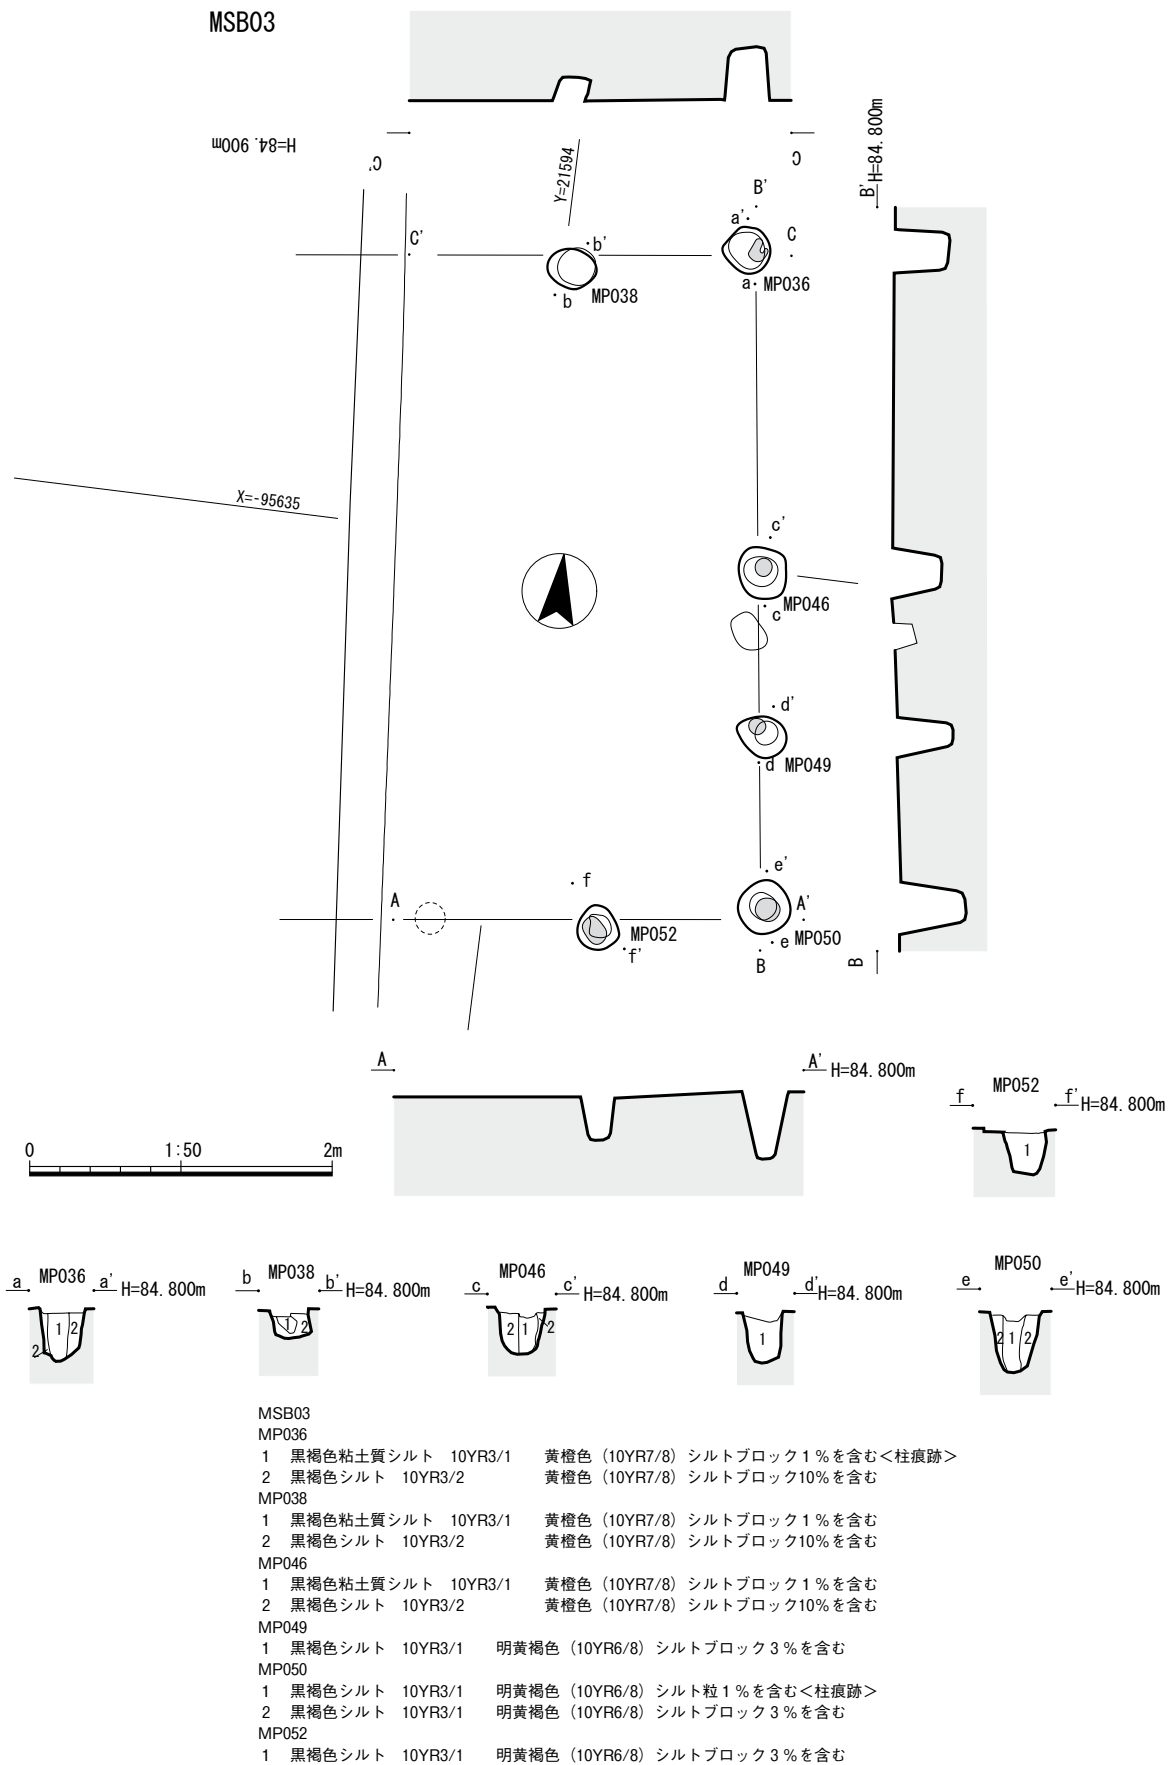 MSB03
H=84.900m
C'
C
Y=21594
B'
H=84.800m
B'
a'
C
C'
b'
a
MP036
b
MP038
X=-95635
c'
MP046
c
d'
d
MP049
e'
f
A
A'
MP052
MP050
f'
e
B
B
A
A'
H=84.800m
MP052
f
f'
H=84.800m
1
0
1:50
2m
MP036
a
a'
H=84.800m
1
2
2
MP038
b
b'
H=84.800m
1
2
MP046
c
c'
H=84.800m
2
1
2
MP049
d
d'
H=84.800m
1
MP050
e
e'
H=84.800m
2
1
2
MSB03
MP036
1 黒褐色粘土質シルト 10YR3/1 黄橙色（10YR7/8）シルトブロック１％を含む＜柱痕跡＞
2 黒褐色シルト 10YR3/2 黄橙色（10YR7/8）シルトブロック10％を含む
MP038
1 黒褐色粘土質シルト 10YR3/1 黄橙色（10YR7/8）シルトブロック１％を含む
2 黒褐色シルト 10YR3/2 黄橙色（10YR7/8）シルトブロック10％を含む
MP046
1 黒褐色粘土質シルト 10YR3/1 黄橙色（10YR7/8）シルトブロック１％を含む
2 黒褐色シルト 10YR3/2 黄橙色（10YR7/8）シルトブロック10％を含む
MP049
1 黒褐色シルト 10YR3/1 明黄褐色（10YR6/8）シルトブロック３％を含む
MP050
1 黒褐色シルト 10YR3/1 明黄褐色（10YR6/8）シルト粒１％を含む＜柱痕跡＞
2 黒褐色シルト 10YR3/1 明黄褐色（10YR6/8）シルトブロック３％を含む
MP052
1 黒褐色シルト 10YR3/1 明黄褐色（10YR6/8）シルトブロック３％を含む